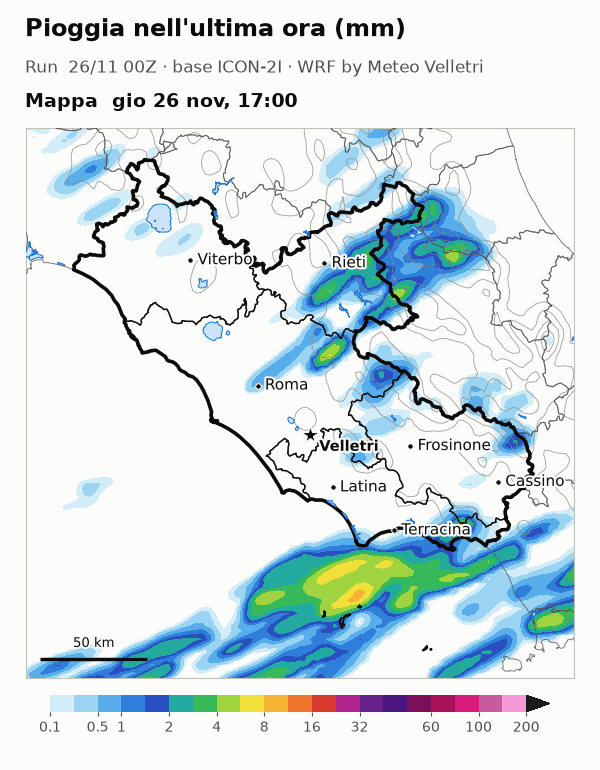 Pioggia nell'ultima ora (mm)
Run  26/11 00Z · base ICON-2I · WRF by Meteo Velletri
Mappa  gio 26 nov, 17:00
Viterbo
Rieti
Roma
Velletri
Frosinone
Latina
Cassino
Terracina
50 km
0.1 0.5 1 2 4 8 16 32 60 100 200